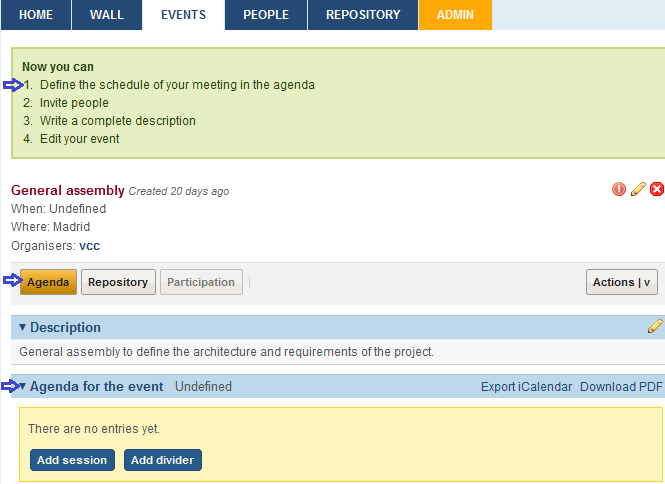 HOME WALL EVENTS PEOPLE REPOSITORY ADMIN
Now you can
1. Define the schedule of your meeting in the agenda
2. Invite people
3. Write a complete description
4. Edit your event
General assembly Created 20 days ago
When: Undefined
Where: Madrid
Organisers: vcc
Agenda Repository Participation | Actions | v
▼ Description
General assembly to define the architecture and requirements of the project.
▼ Agenda for the event Undefined Export iCalendar Download PDF
There are no entries yet.
Add session Add divider